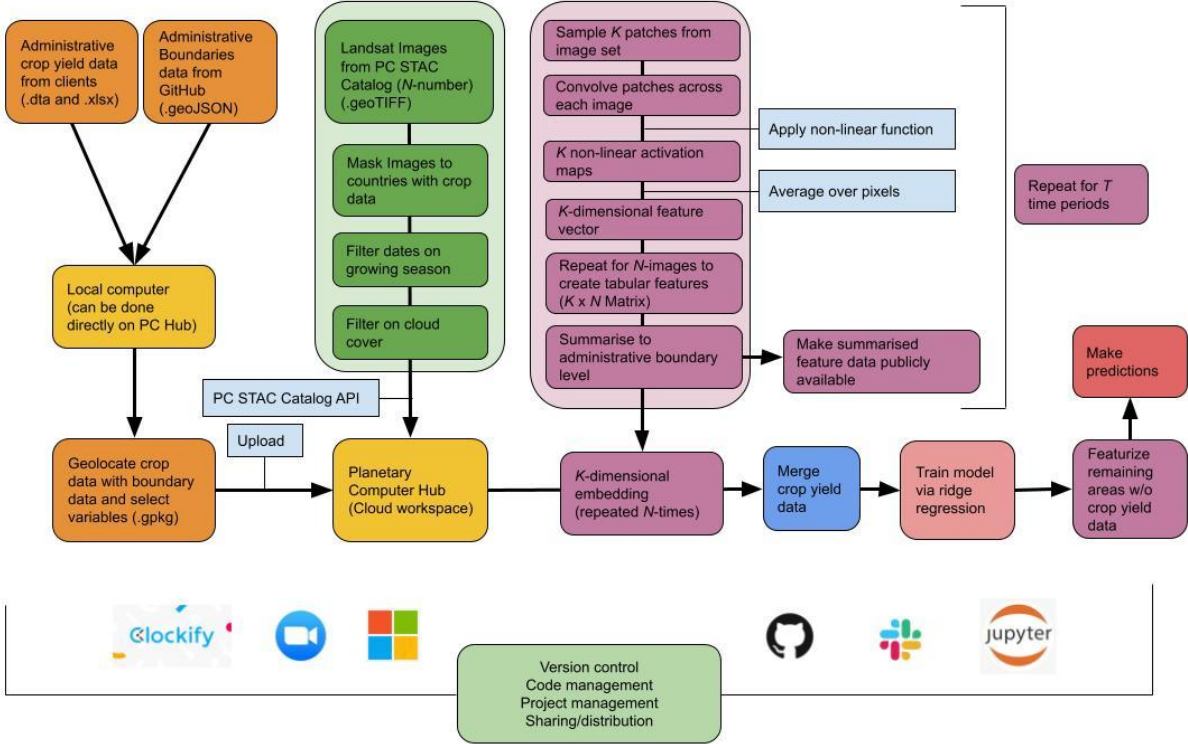 Administrative
crop yield data
from clients
(.dta and .xlsx)
Administrative
Boundaries
data from
GitHub
(.geoJSON)
Local computer
(can be done
directly on PC Hub)
Geolocate crop
data with boundary
data and select
variables (.gpkg)
Upload
Landsat Images
from PC STAC
Catalog (N-number)
(.geoTIFF)
Mask Images to
countries with crop
data
Filter dates on
growing season
Filter on cloud
cover
PC STAC Catalog API
Planetary
Computer Hub
(Cloud workspace)
Sample K patches from
image set
Convolve patches across
each image
Apply non-linear function
K non-linear activation
maps
Average over pixels
K-dimensional feature
vector
Repeat for N-images to
create tabular features
(K x N Matrix)
Summarise to
administrative boundary
level
Make summarised
feature data publicly
available
Repeat for T
time periods
K-dimensional
embedding
(repeated N-times)
Merge
crop yield
data
Train model
via ridge
regression
Featurize
remaining
areas w/o
crop yield
data
Make
predictions
Clockify
jupyter
Version control
Code management
Project management
Sharing/distribution